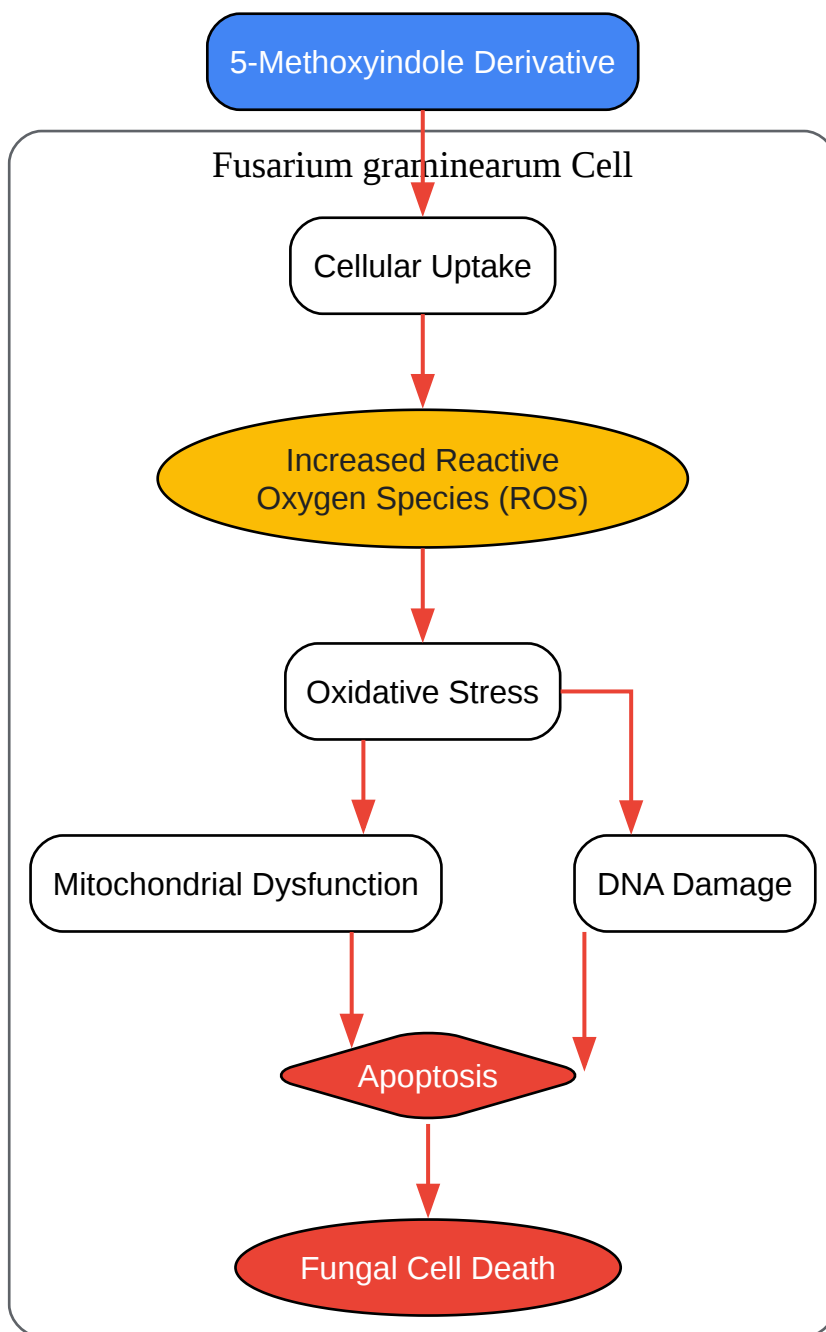 5-Methoxyindole Derivative
Fusarium graminearum Cell
Cellular Uptake
Increased Reactive
Oxygen Species (ROS)
Oxidative Stress
Mitochondrial Dysfunction
DNA Damage
Apoptosis
Fungal Cell Death